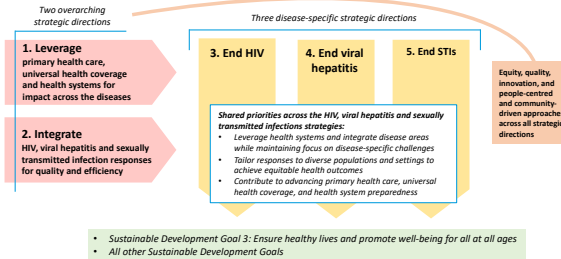 Two overarching
strategic directions
Three disease-specific strategic directions
1. Leverage
primary health care,
universal health coverage
and health systems for
impact across the diseases
2. Integrate
HIV, viral hepatitis and sexually
transmitted infection responses
for quality and efficiency
3. End HIV
4. End viral
hepatitis
5. End STIs
Equity, quality,
innovation, and
people-centred
and community-
driven approaches
across all strategic
directions
Shared priorities across the HIV, viral hepatitis and sexually
transmitted infections strategies:
• Leverage health systems and integrate disease areas
while maintaining focus on disease-specific challenges
• Tailor responses to diverse populations and settings to
achieve equitable health outcomes
• Contribute to advancing primary health care, universal
health coverage, and health system preparedness
• Sustainable Development Goal 3: Ensure healthy lives and promote well-being for all at all ages
• All other Sustainable Development Goals